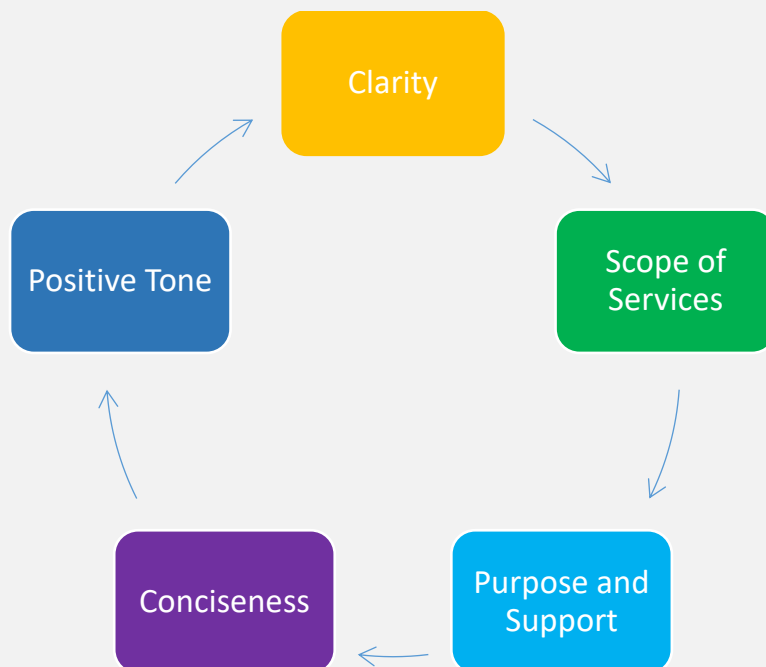 Clarity
Scope of
Services
Purpose and
Support
Conciseness
Positive Tone